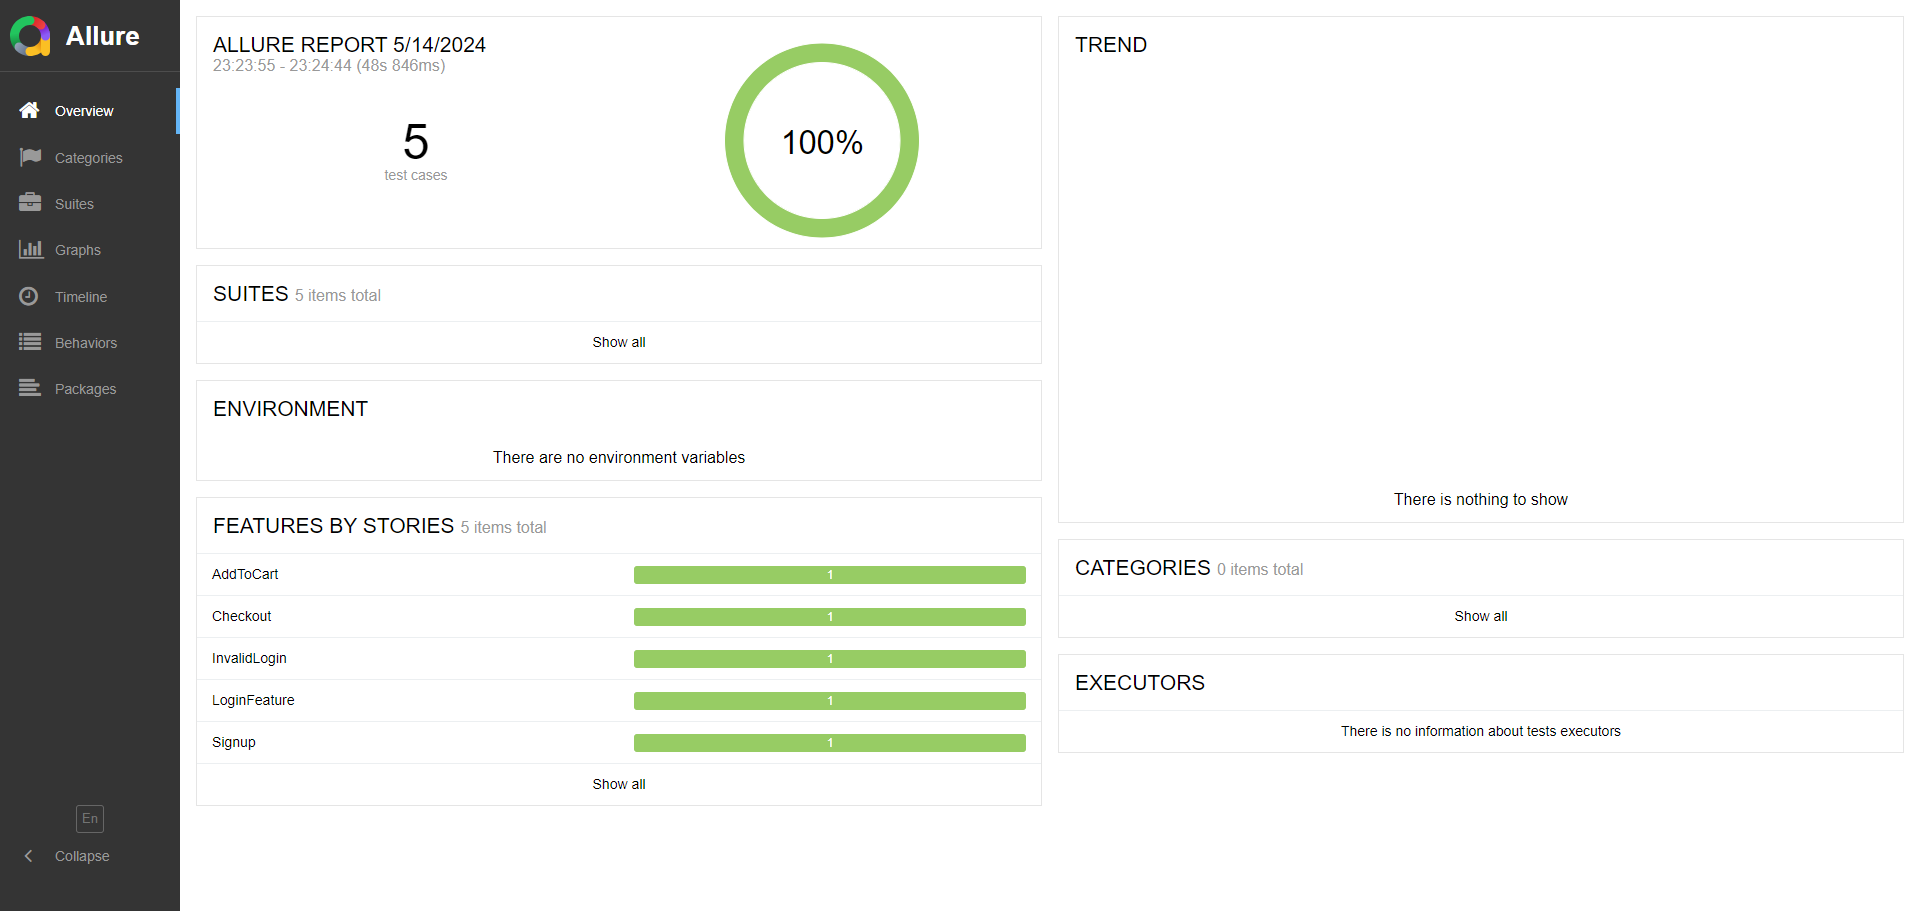 Allure
Overview
Categories
Suites
Graphs
Timeline
Behaviors
Packages
En
Collapse
ALLURE REPORT 5/14/2024
23:23:55 - 23:24:44 (48s 846ms)
5
test cases
100%
SUITES 5 items total
Show all
ENVIRONMENT
There are no environment variables
FEATURES BY STORIES 5 items total
AddToCart 1
Checkout 1
InvalidLogin 1
LoginFeature 1
Signup 1
Show all
TREND
There is nothing to show
CATEGORIES 0 items total
Show all
EXECUTORS
There is no information about tests executors